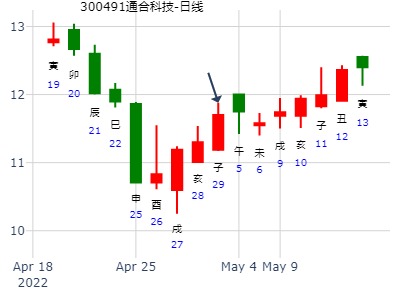 300491通合科技-日线
13
12
11
10
寅
19
卯
20
辰
21
巳
22
申
25
酉
26
戌
27
亥
28
子
29
午
5
未
6
戌
9
亥
10
子
11
丑
12
寅
13
Apr 18
2022
Apr 25
May 4
May 9